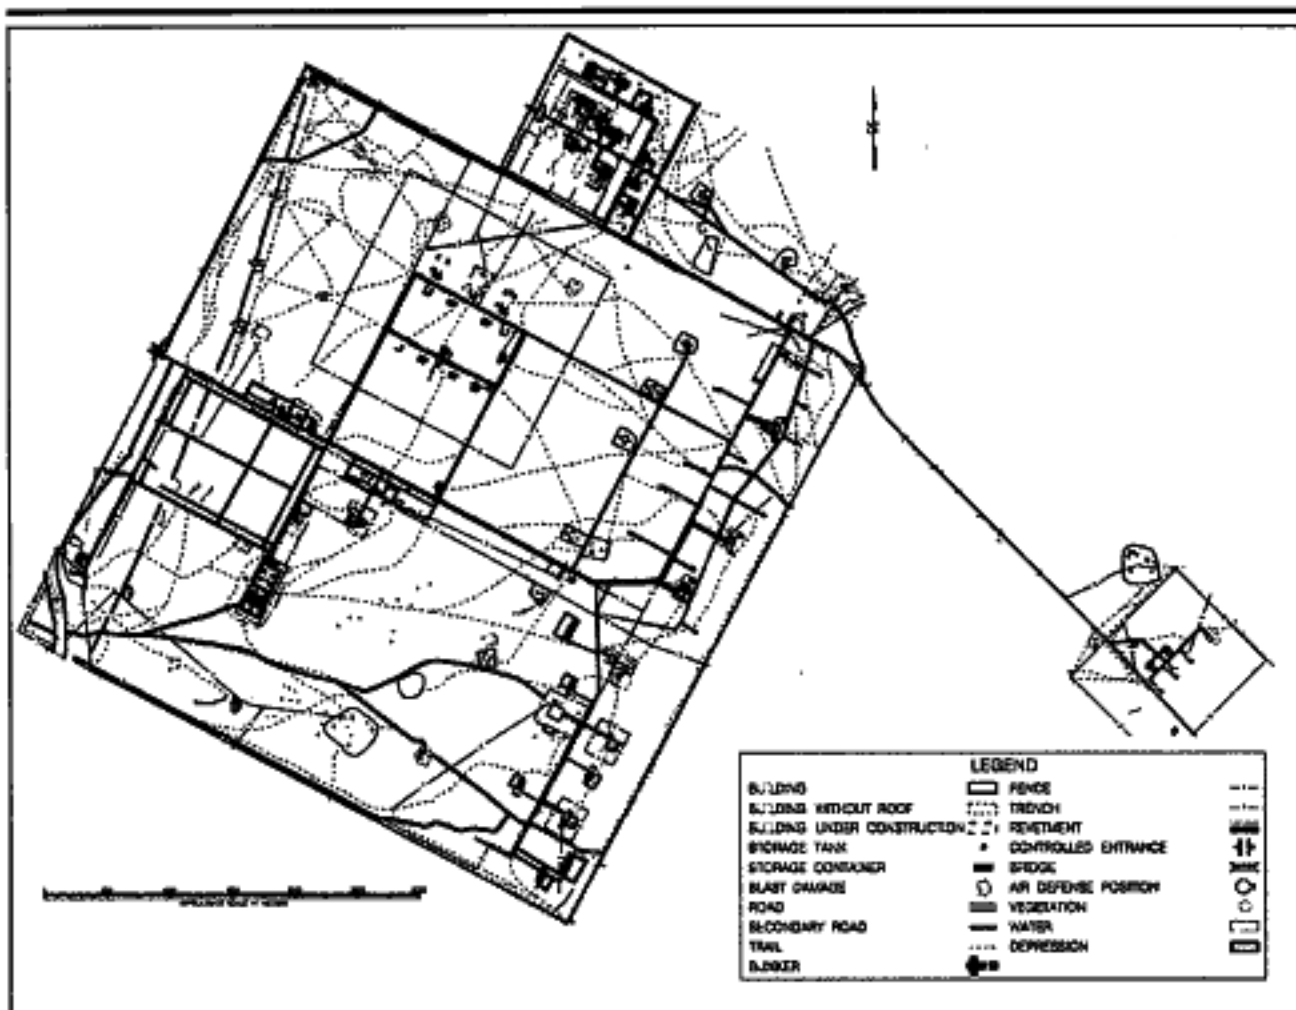 LEGEND
BUILDING
BUILDING WITHOUT ROOF
BUILDING UNDER CONSTRUCTION
STORAGE TANK
STORAGE CONTAINER
BLAST DAMAGE
ROAD
SECONDARY ROAD
TRAIL
BUNKER
FENCE
TRENCH
REVETMENT
CONTROLLED ENTRANCE
BRIDGE
AIR DEFENSE POSITION
VEGETATION
WATER
DEPRESSION